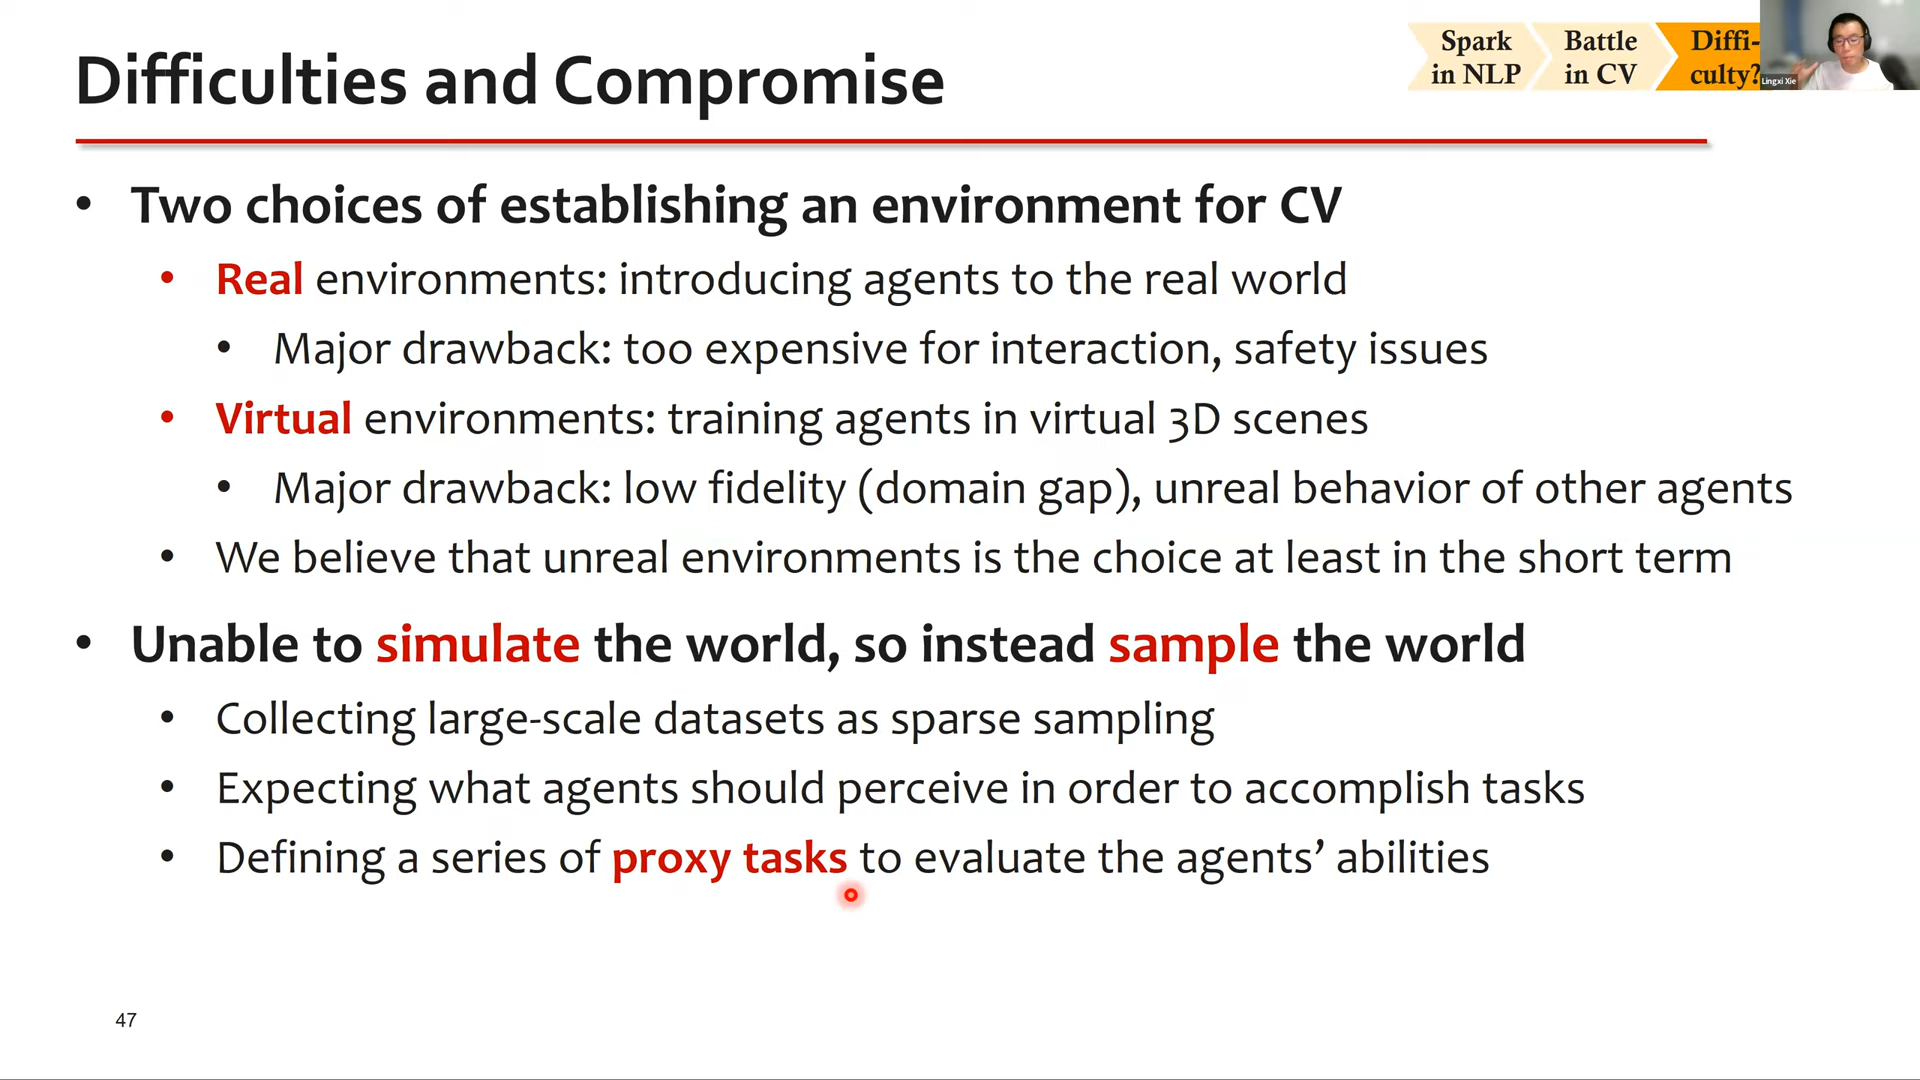 Difficulties and Compromise
Spark
in NLP
Battle
in CV
Diffi-
culty?
Lingxi Xie
• Two choices of establishing an environment for CV
• Real environments: introducing agents to the real world
• Major drawback: too expensive for interaction, safety issues
• Virtual environments: training agents in virtual 3D scenes
• Major drawback: low fidelity (domain gap), unreal behavior of other agents
• We believe that unreal environments is the choice at least in the short term
• Unable to simulate the world, so instead sample the world
• Collecting large-scale datasets as sparse sampling
• Expecting what agents should perceive in order to accomplish tasks
• Defining a series of proxy tasks to evaluate the agents’ abilities
47